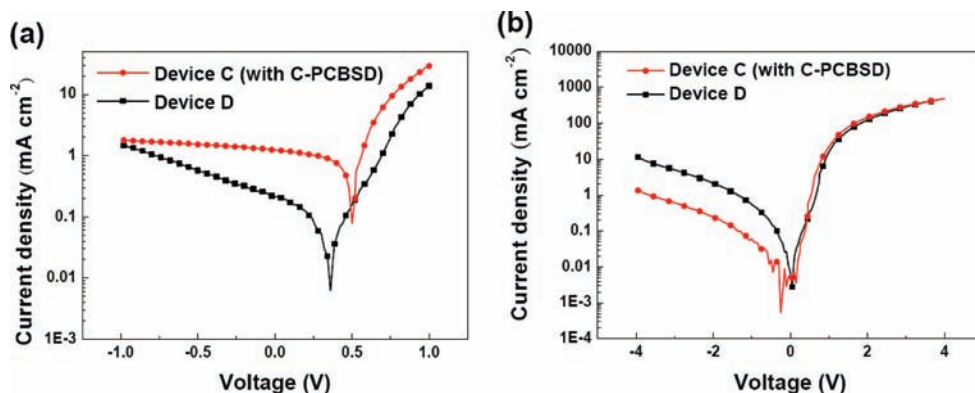 (a)
Current density (mA cm⁻²)
10
1
0.1
0.01
1E-3
Device C (with C-PCBSD)
Device D
-1.0
-0.5
0.0
0.5
1.0
Voltage (V)
(b)
Current density (mA cm⁻²)
10000
1000
100
10
1
0.1
0.01
1E-3
1E-4
Device C (with C-PCBSD)
Device D
-4
-2
0
2
4
Voltage (V)